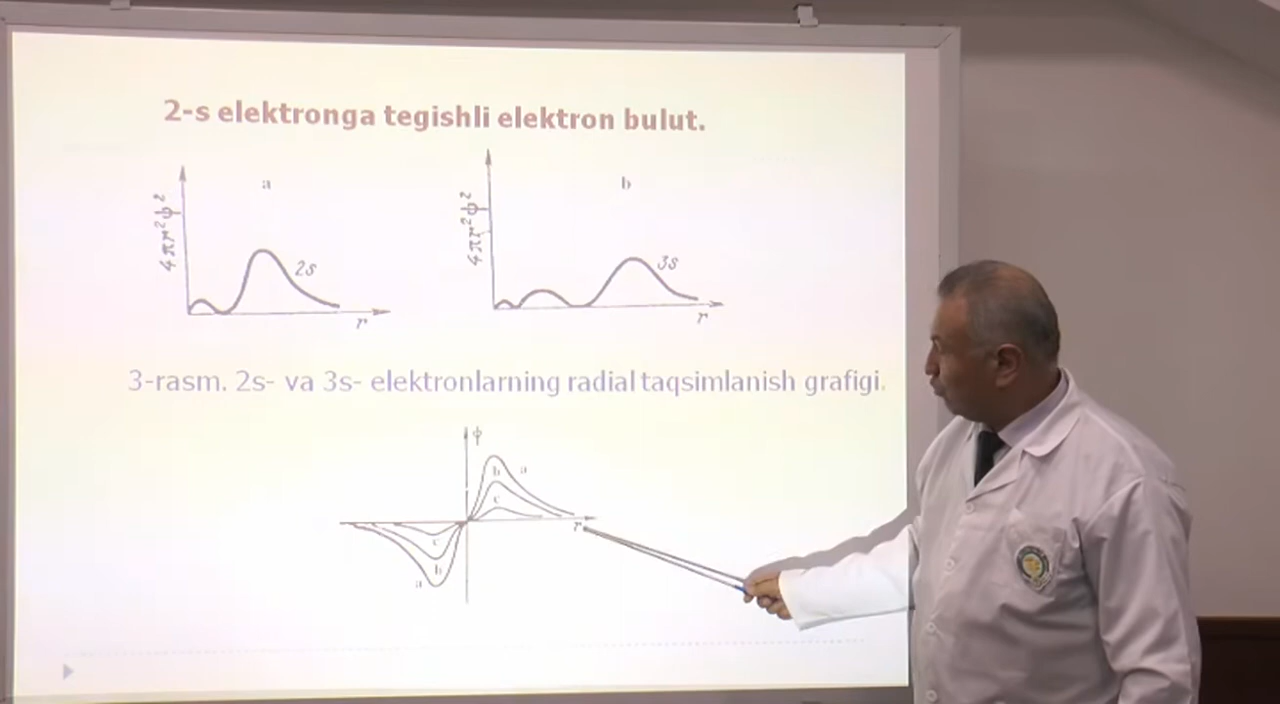 2-s elektronga tegishli elektron bulut.
a
b
4πr²ψ²
2s
r
4πr²ψ²
3s
r
3-rasm. 2s- va 3s- elektronlarning radial taqsimlanish grafigi.
ψ
b a
c
r
c
b
a